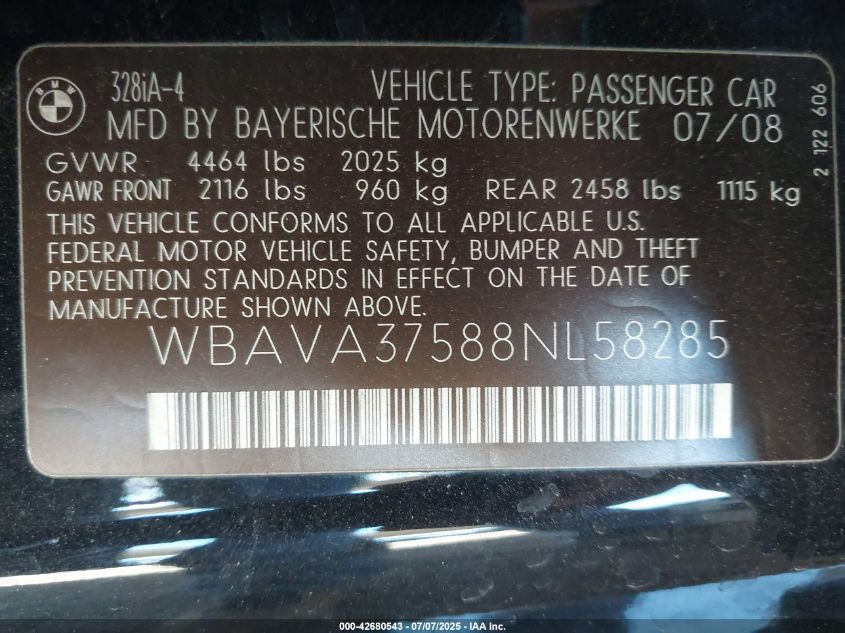 BMW
328iA-4 VEHICLE TYPE: PASSENGER CAR
MFD BY BAYERISCHE MOTORENWERKE 07/08
GVWR 4464 lbs 2025 kg
GAWR FRONT 2116 lbs 960 kg REAR 2458 lbs 1115 kg
THIS VEHICLE CONFORMS TO ALL APPLICABLE U.S.
FEDERAL MOTOR VEHICLE SAFETY, BUMPER AND THEFT
PREVENTION STANDARDS IN EFFECT ON THE DATE OF
MANUFACTURE SHOWN ABOVE.
WBAVA37588NL58285
2 122 606
000-42680543 / 07/07/2025 - IAA Inc.